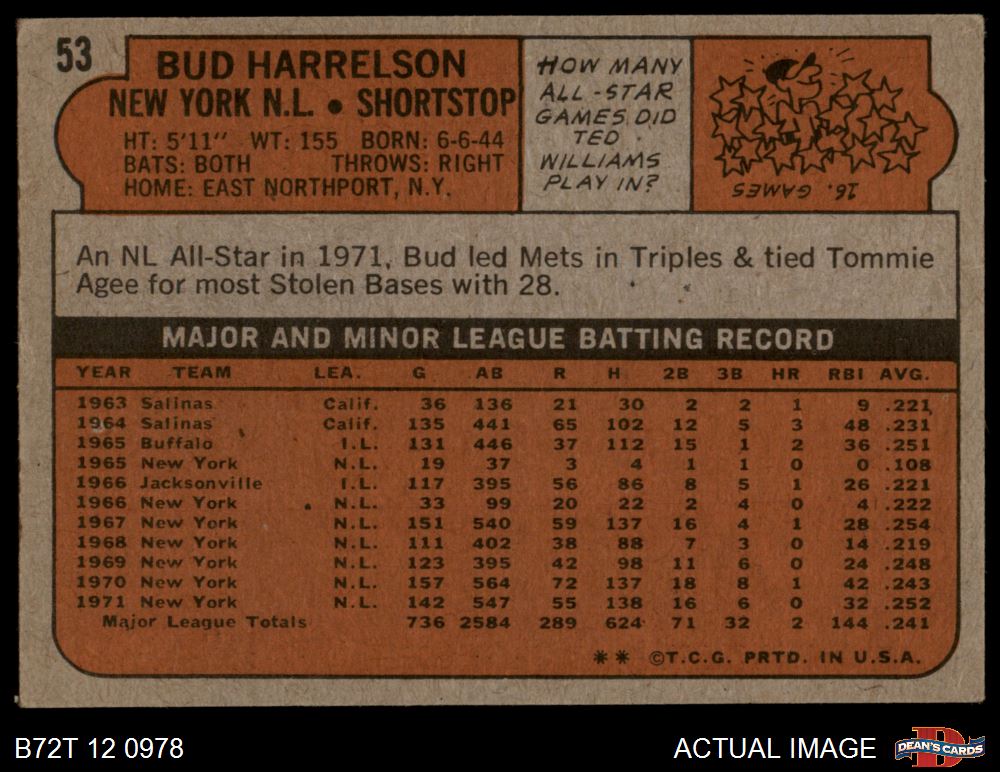 53
BUD HARRELSON
NEW YORK N.L. ● SHORTSTOP
HT: 5'11" WT: 155 BORN: 6-6-44
BATS: BOTH THROWS: RIGHT
HOME: EAST NORTHPORT, N.Y.
HOW MANY
ALL-STAR
GAMES DID
TED
WILLIAMS
PLAY IN?
16. GAMES
An NL All-Star in 1971, Bud led Mets in Triples & tied Tommie
Agee for most Stolen Bases with 28.
MAJOR AND MINOR LEAGUE BATTING RECORD
YEAR TEAM LEA. G AB R H 2B 3B HR RBI AVG.
1963 Salinas Calif. 36 136 21 30 2 2 1 9 .221
1964 Salinas Calif. 135 441 65 102 12 5 3 48 .231
1965 Buffalo I.L. 131 446 37 112 15 1 2 36 .251
1965 New York N.L. 19 37 3 4 1 1 0 0 .108
1966 Jacksonville I.L. 117 395 56 86 8 5 1 26 .221
1966 New York N.L. 33 99 20 22 2 4 0 4 .222
1967 New York N.L. 151 540 59 137 16 4 1 28 .254
1968 New York N.L. 111 402 38 88 7 3 0 14 .219
1969 New York N.L. 123 395 42 98 11 6 0 24 .248
1970 New York N.L. 157 564 72 137 18 8 1 42 .243
1971 New York N.L. 142 547 55 138 16 6 0 32 .252
Major League Totals 736 2584 289 624 71 32 2 144 .241
** ©T.C.G. PRTD. IN U.S.A.
B72T 12 0978
ACTUAL IMAGE
D
DEAN'S CARDS